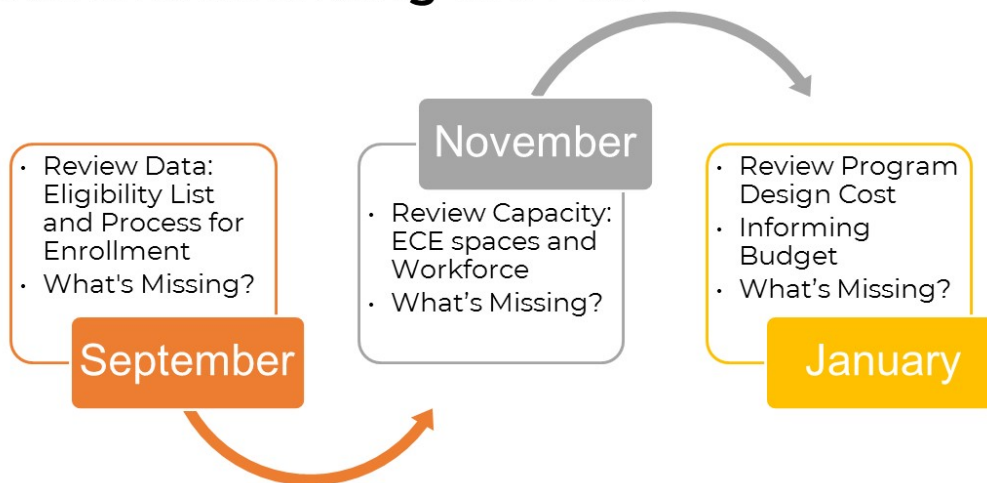 • Review Data:
Eligibility List
and Process for
Enrollment
• What's Missing?
September
November
• Review Capacity:
ECE spaces and
Workforce
• What’s Missing?
• Review Program
Design Cost
• Informing
Budget
• What’s Missing?
January